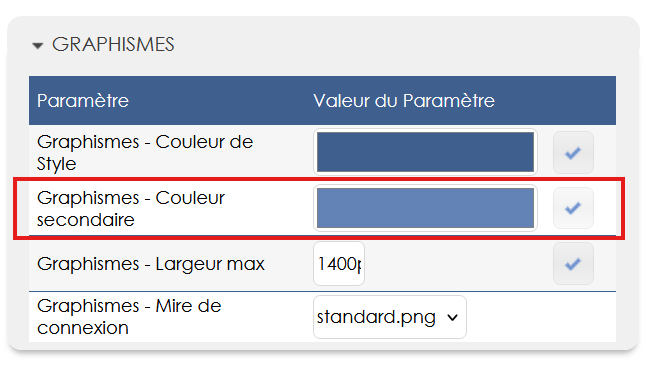 GRAPHISMES
Paramètre Valeur du Paramètre
Graphismes - Couleur de
Style
Graphismes - Couleur
secondaire
Graphismes - Largeur max 1400p
Graphismes - Mire de
connexion
standard.png